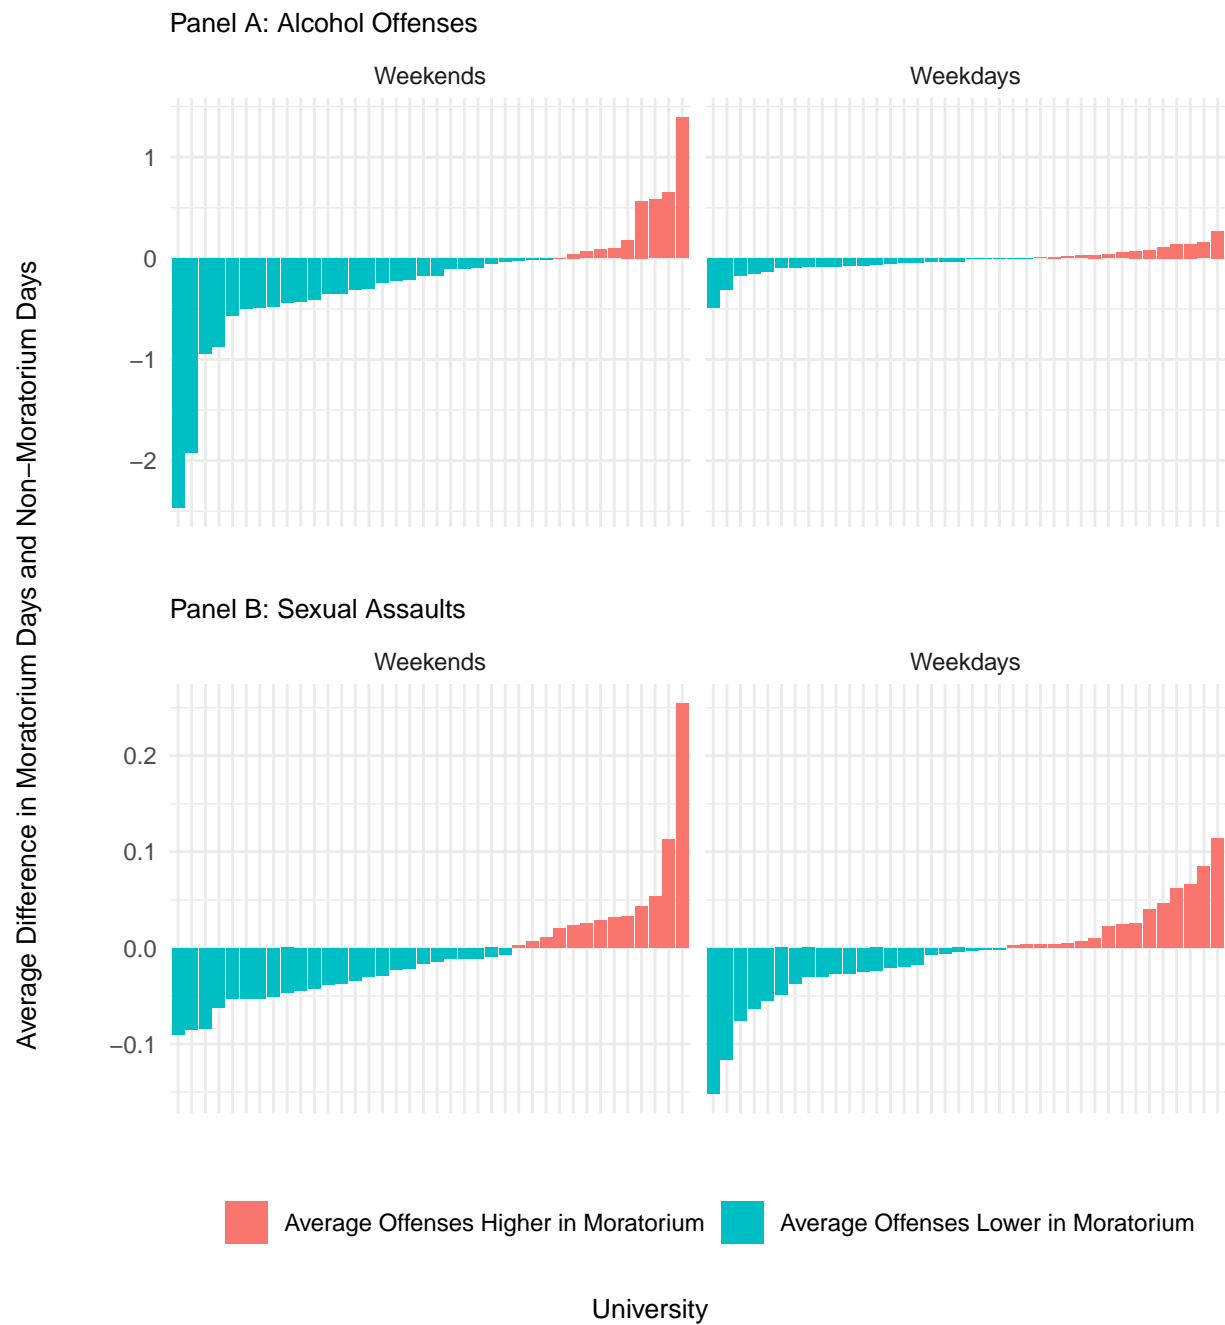 Panel A: Alcohol Offenses
Weekends
Weekdays
1
0
−1
−2
Average Difference in Moratorium Days and Non−Moratorium Days
Panel B: Sexual Assaults
Weekends
Weekdays
0.2
0.1
0.0
−0.1
Average Offenses Higher in Moratorium
Average Offenses Lower in Moratorium
University